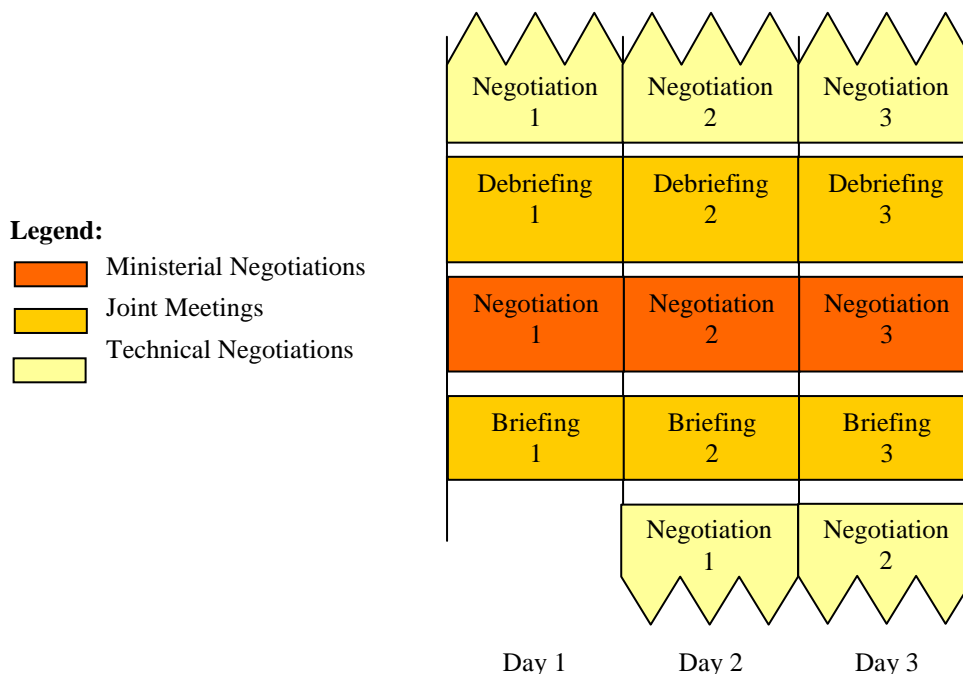 Negotiation Negotiation Negotiation
1 2 3
Debriefing Debriefing Debriefing
1 2 3
Legend:
Ministerial Negotiations
Joint Meetings
Technical Negotiations
Negotiation Negotiation Negotiation
1 2 3
Briefing Briefing Briefing
1 2 3
Negotiation Negotiation
1 2
Day 1 Day 2 Day 3